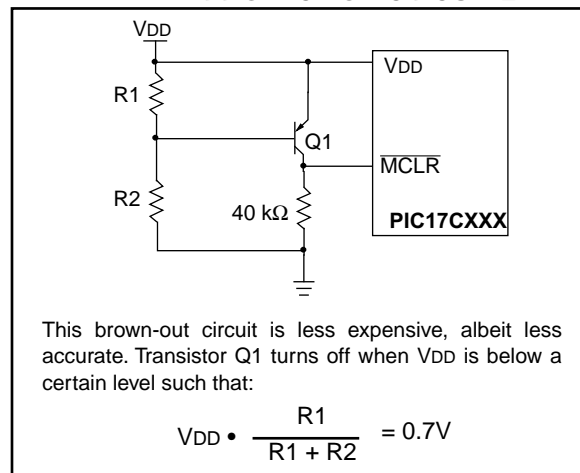 VDD
VDD
R1
Q1
MCLR
R2
40 kΩ
PIC17CXXX
This brown-out circuit is less expensive, albeit less
accurate. Transistor Q1 turns off when VDD is below a
certain level such that:
VDD • R1 / R1 + R2 = 0.7V